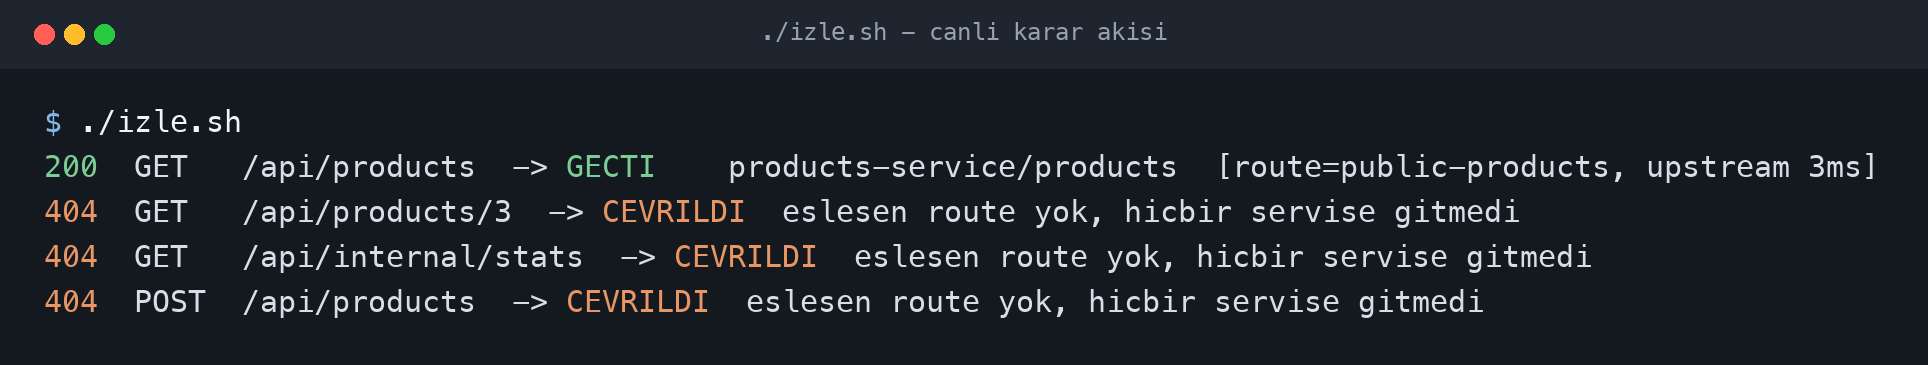 ./izle.sh — canli karar akisi
$ ./izle.sh
200  GET   /api/products  —> GECTI    products-service/products  [route=public-products, upstream 3ms]
404  GET   /api/products/3  —> CEVRILDI  eslesen route yok, hicbir servise gitmedi
404  GET   /api/internal/stats  —> CEVRILDI  eslesen route yok, hicbir servise gitmedi
404  POST  /api/products  —> CEVRILDI  eslesen route yok, hicbir servise gitmedi